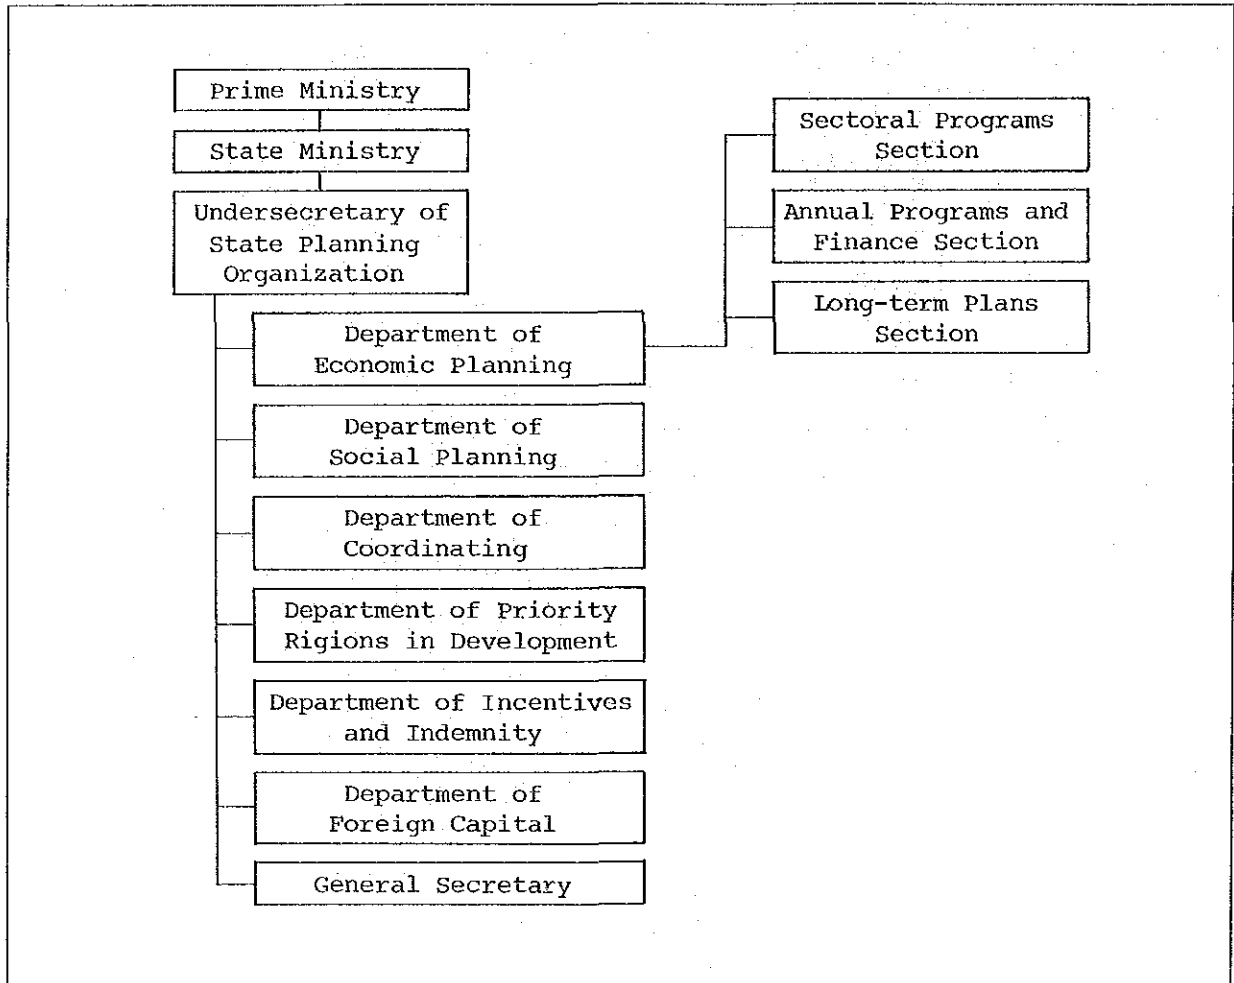 Prime Ministry
State Ministry
Undersecretary of
State Planning
Organization
Department of
Economic Planning
Department of
Social Planning
Department of
Coordinating
Department of Priority
Rigions in Development
Department of Incentives
and Indemnity
Department of
Foreign Capital
General Secretary
Sectoral Programs
Section
Annual Programs and
Finance Section
Long-term Plans
Section